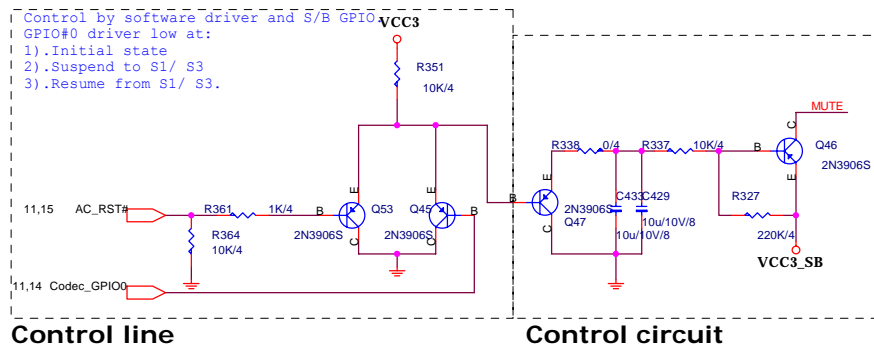 Control by software driver and S/B GPIO.
GPIO#0 driver low at:
1).Initial state
2).Suspend to S1/ S3
3).Resume from S1/ S3.
VCC3
R351
10K/4
MUTE
C
R338
0/4
R337
10K/4
B
Q46
2N3906S
E
E
E
E
C433
C429
R327
11,15
AC_RST#
R361
1K/4
B
Q53
Q45
B
B
2N3906S
Q47
10u/10V/8
10u/10V/8
R364
10K/4
2N3906S
2N3906S
C
C
C
220K/4
VCC3_SB
11,14
Codec_GPIO0
Control line
Control circuit